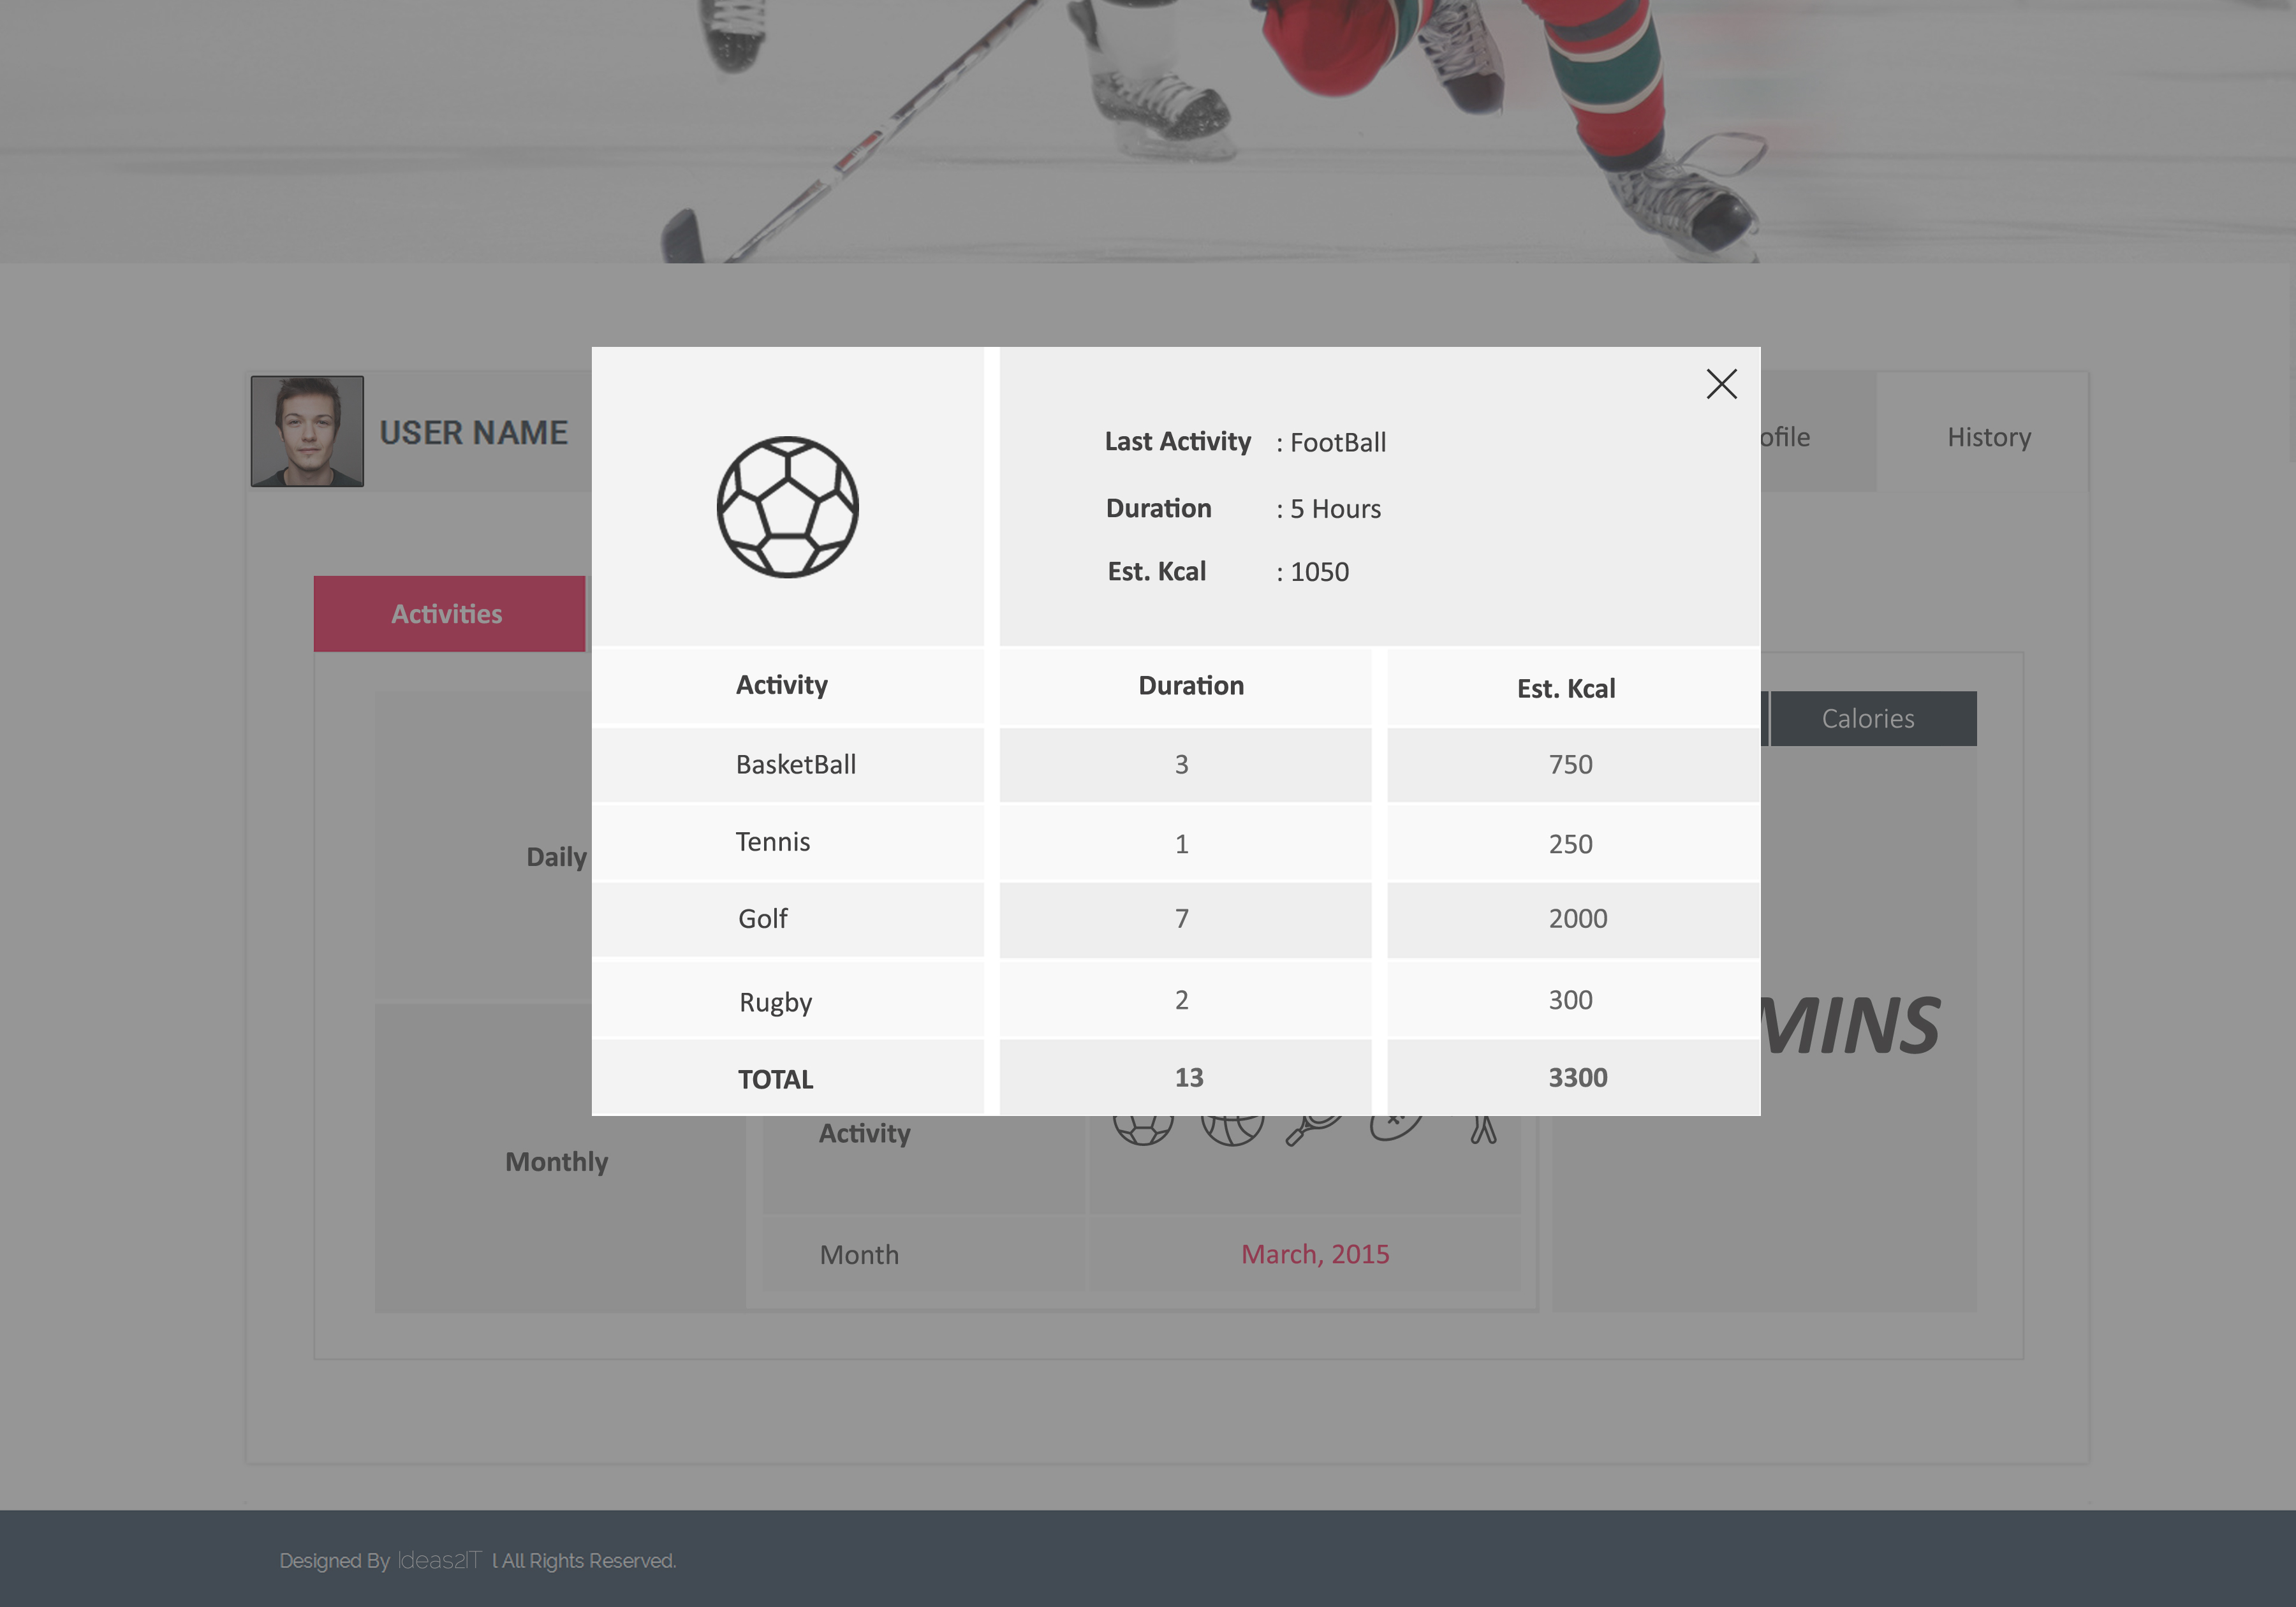 USER NAME
History
Last Activity : FootBall
Duration : 5 Hours
Est. Kcal : 1050
Activities
Activity Duration Est. Kcal
Calories
BasketBall 3 750
Tennis 1 250
Daily
Golf 7 2000
Rugby 2 300
MINS
TOTAL 13 3300
Activity
Monthly
Month March, 2015
Designed By Ideas2IT l All Rights Reserved.